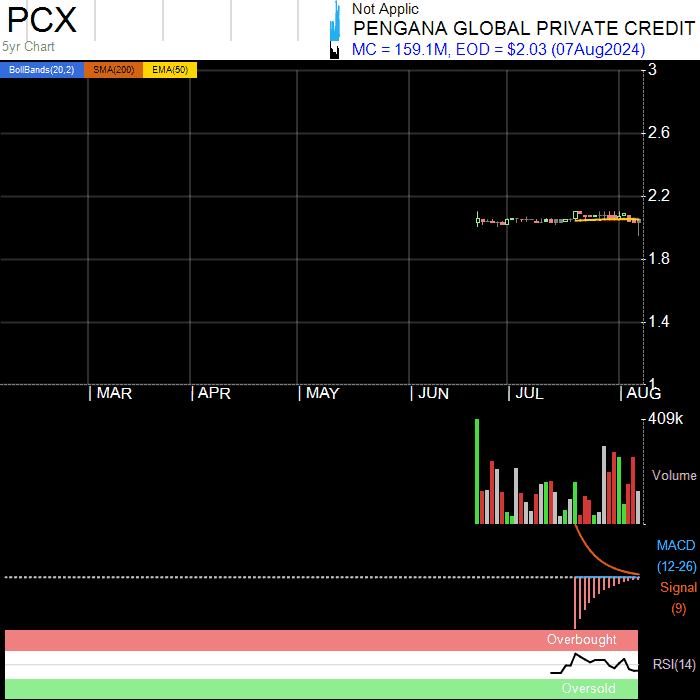 PCX
5yr Chart
Not Applic
PENGANA GLOBAL PRIVATE CREDIT
MC = 159.1M, EOD = $2.03 (07Aug2024)
BollBands(20,2) SMA(200) EMA(50)
3
2.6
2.2
1.8
1.4
1
MAR APR MAY JUN JUL AUG
409k
Volume
MACD
(12-26)
Signal
(9)
Overbought
RSI(14)
Oversold